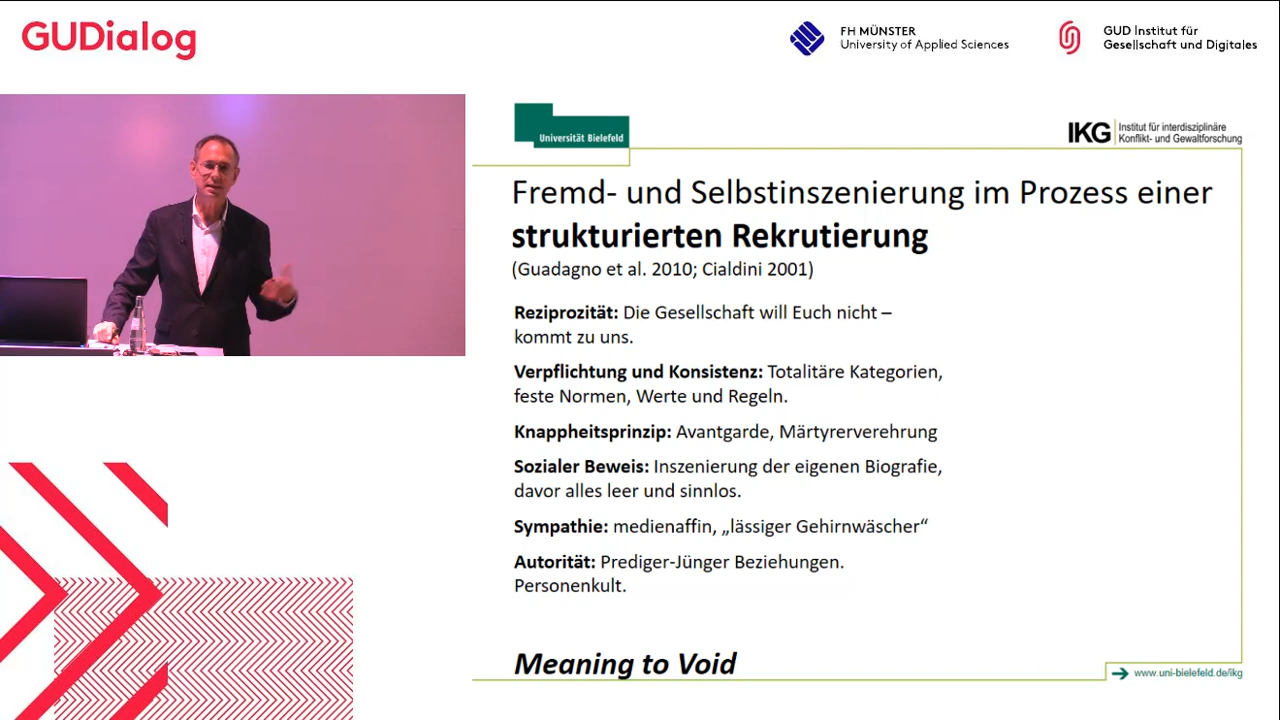 GUDialog
FH MÜNSTER
University of Applied Sciences
GUD Institut für
Gesellschaft und Digitales
Universität Bielefeld
IKG
Institut für interdisziplinäre
Konflikt- und Gewaltforschung
Fremd- und Selbstinszenierung im Prozess einer
strukturierten Rekrutierung
(Guadagno et al. 2010; Cialdini 2001)
Reziprozität: Die Gesellschaft will Euch nicht –
kommt zu uns.
Verpflichtung und Konsistenz: Totalitäre Kategorien,
feste Normen, Werte und Regeln.
Knappheitsprinzip: Avantgarde, Märtyrerverehrung
Sozialer Beweis: Inszenierung der eigenen Biografie,
davor alles leer und sinnlos.
Sympathie: medienaffin, „lässiger Gehirnwäscher“
Autorität: Prediger-Jünger Beziehungen.
Personenkult.
Meaning to Void
www.uni-bielefeld.de/ikg